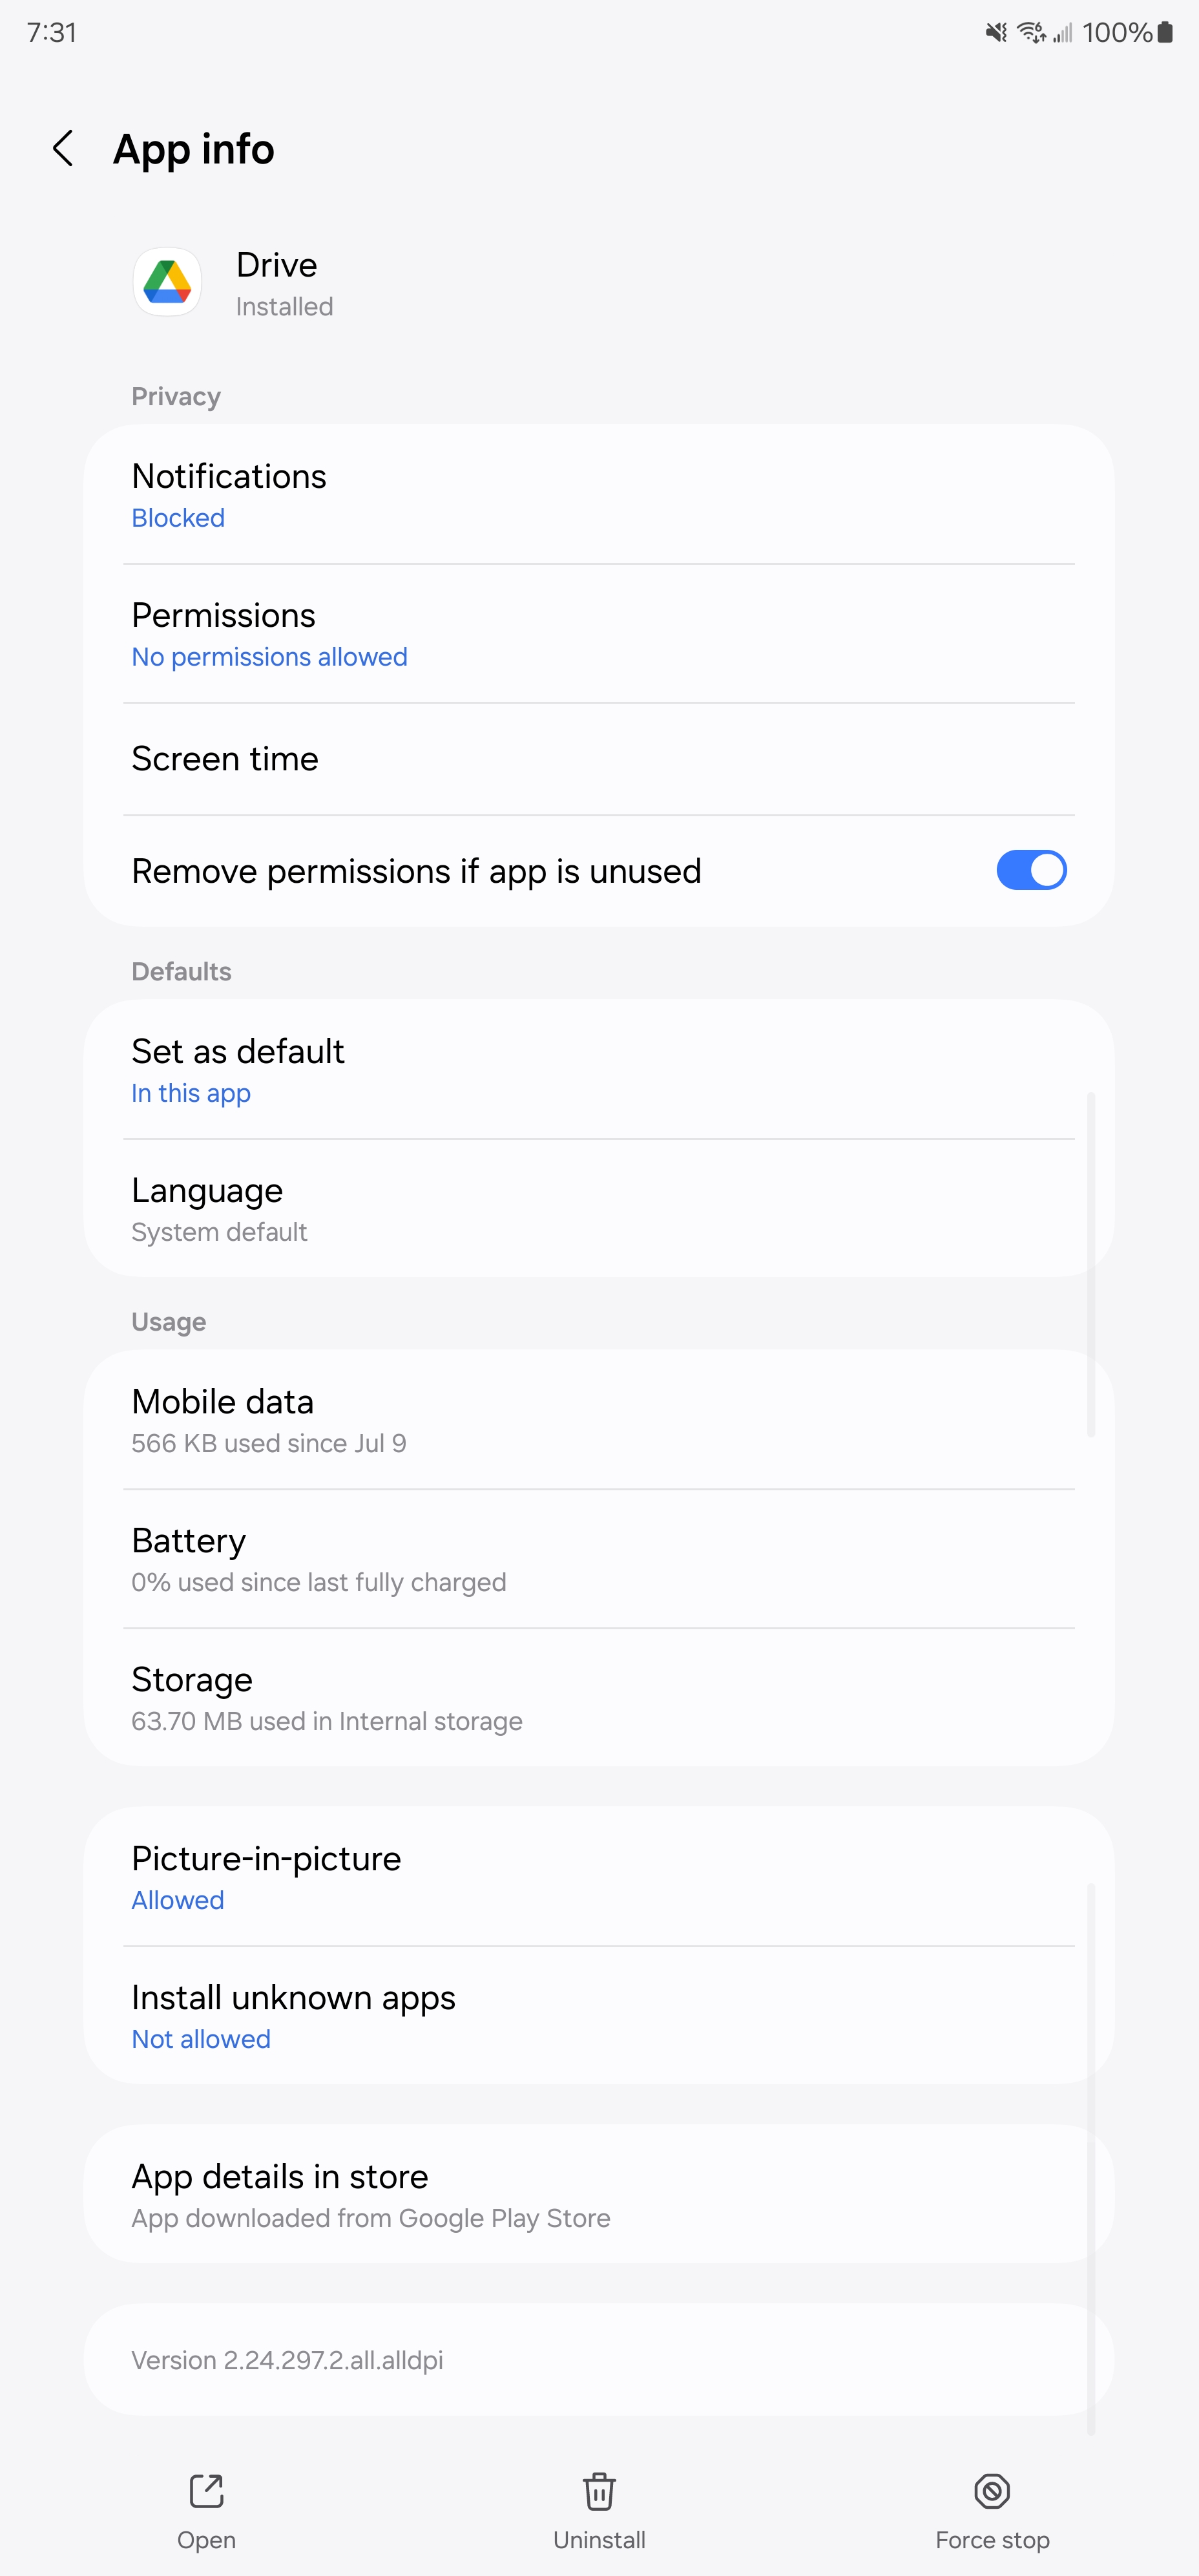 7:31
100%
App info
Drive
Installed
Privacy
Notifications
Blocked
Permissions
No permissions allowed
Screen time
Remove permissions if app is unused
Defaults
Set as default
In this app
Language
System default
Usage
Mobile data
566 KB used since Jul 9
Battery
0% used since last fully charged
Storage
63.70 MB used in Internal storage
Picture-in-picture
Allowed
Install unknown apps
Not allowed
App details in store
App downloaded from Google Play Store
Version 2.24.297.2.all.alldpi
Open
Uninstall
Force stop